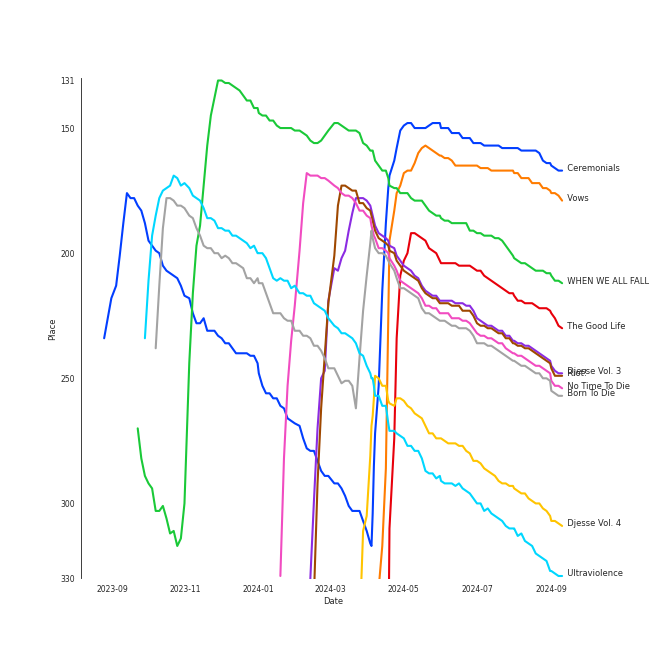 131
150
200
250
300
330
Place
2023-09
2023-11
2024-01
2024-03
2024-05
2024-07
2024-09
Date
Ceremonials
Vows
WHEN WE ALL FALL
The Good Life
Djesse Vol. 3
No Time To Die
Born To Die
Djesse Vol. 4
Ultraviolence